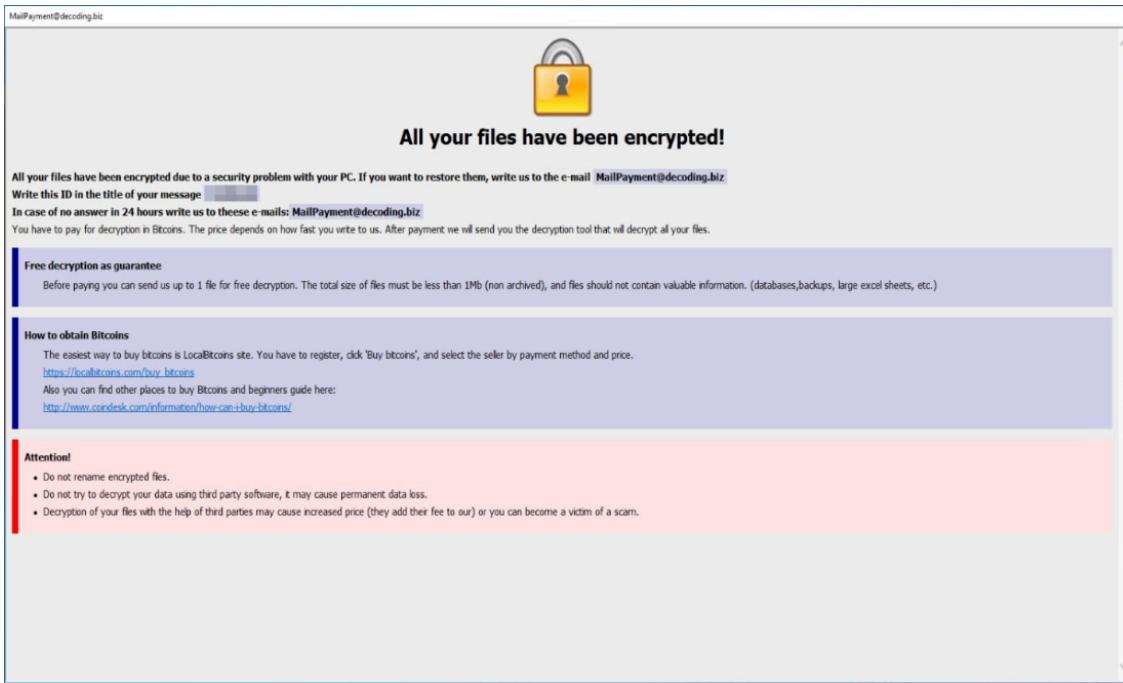 MailPayment@decoding.biz
All your files have been encrypted!
All your files have been encrypted due to a security problem with your PC. If you want to restore them, write us to the e-mail MailPayment@decoding.biz
Write this ID in the title of your message
In case of no answer in 24 hours write us to theese e-mails: MailPayment@decoding.biz
You have to pay for decryption in Bitcoins. The price depends on how fast you write to us. After payment we will send you the decryption tool that will decrypt all your files.
Free decryption as guarantee
Before paying you can send us up to 1 file for free decryption. The total size of files must be less than 1Mb (non archived), and files should not contain valuable information. (databases,backups, large excel sheets, etc.)
How to obtain Bitcoins
The easiest way to buy bitcoins is LocalBitcoins site. You have to register, click 'Buy bitcoins', and select the seller by payment method and price.
https://localbitcoins.com/buy_bitcoins
Also you can find other places to buy Bitcoins and beginners guide here:
http://www.coindesk.com/information/how-can-i-buy-bitcoins/
Attention!
• Do not rename encrypted files.
• Do not try to decrypt your data using third party software, it may cause permanent data loss.
• Decryption of your files with the help of third parties may cause increased price (they add their fee to our) or you can become a victim of a scam.